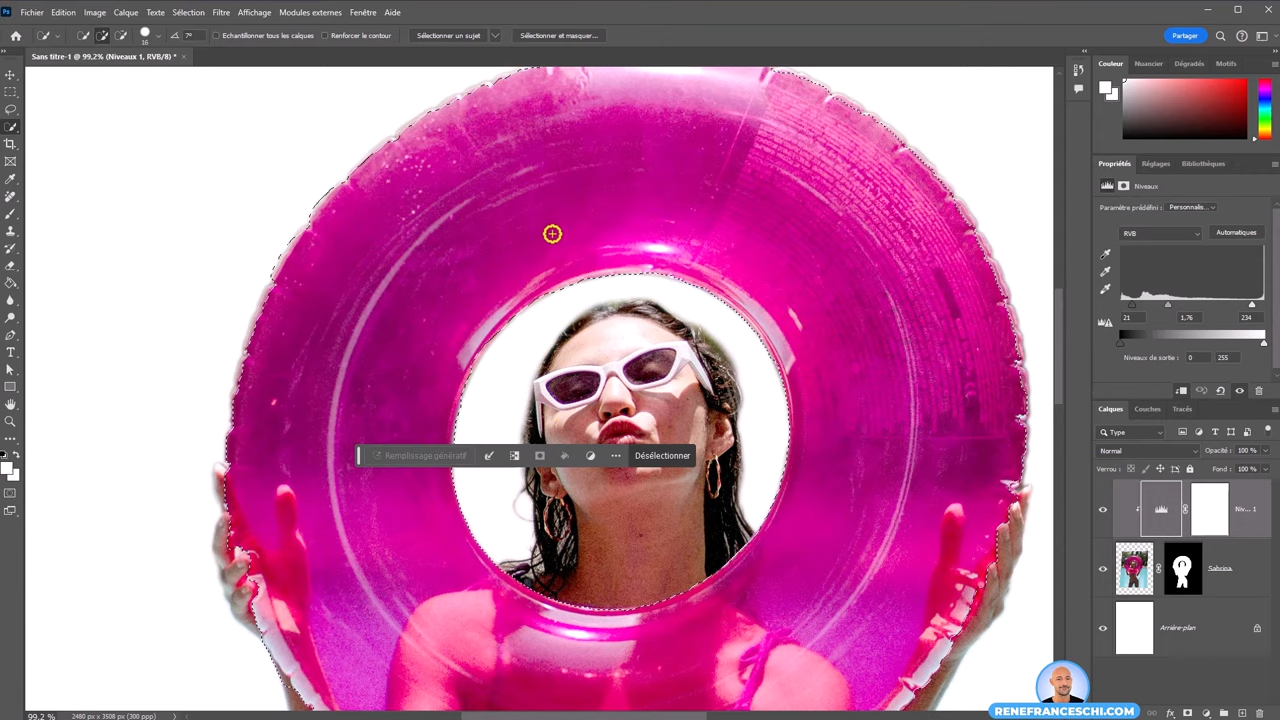 Fichier Edition Image Calque Texte Sélection Filtre Affichage Modules externes Fenêtre Aide
16 7° Echantillonner tous les calques Renforcer le contour Sélectionner un sujet Sélectionner et masquer... Partager
Sans titre-1 @ 99,2% (Niveaux 1, RVB/8) * ×
Couleur Nuancier Dégradés Motifs
Propriétés Réglages Bibliothèques
Niveaux
Paramètre prédéfini : Personnalis...
RVB Automatiques
21 1,76 234
Niveaux de sortie : 0 255
Calques Couches Tracés
Type
Normal Opacité : 100 %
Verrou : Fond : 100 %
Niv... 1
Sabrina
Arrière-plan
Remplissage génératif Désélectionner
99,2 % 2480 px x 3508 px (300 ppp)
RENEFRANCESCHI.COM